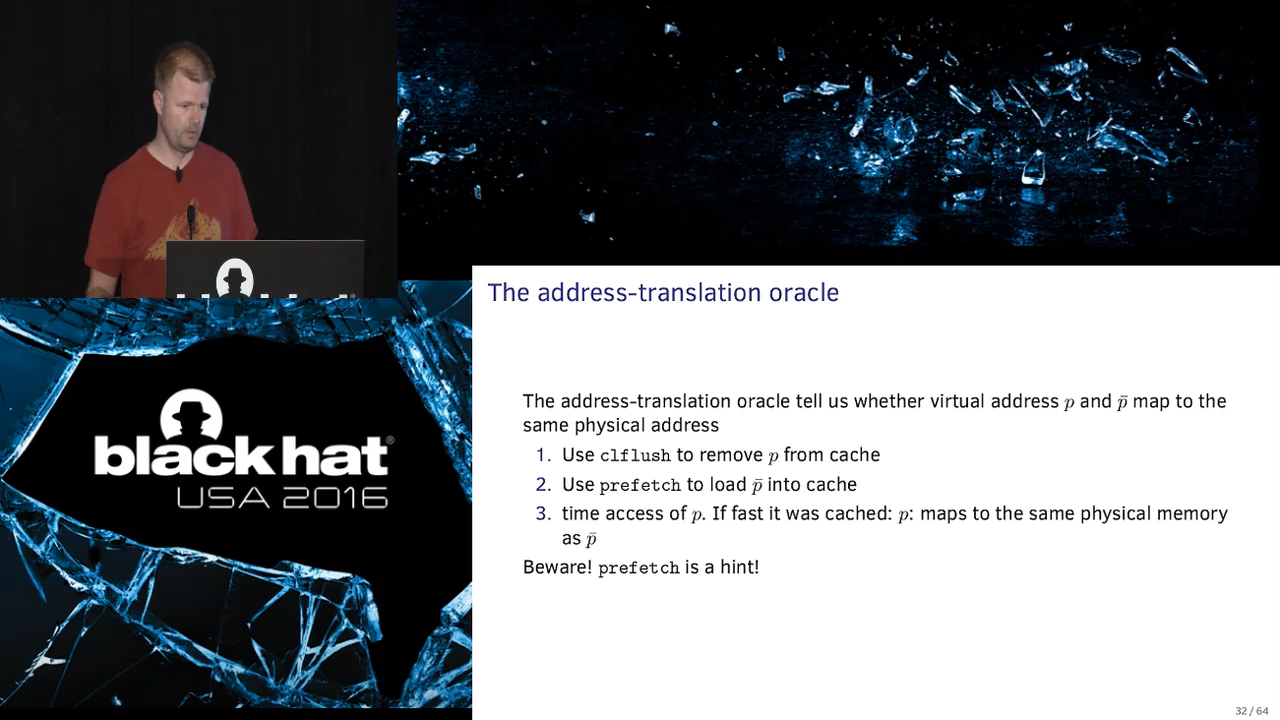 The address-translation oracle
The address-translation oracle tell us whether virtual address p and p̄ map to the
same physical address
1. Use clflush to remove p from cache
2. Use prefetch to load p̄ into cache
3. time access of p. If fast it was cached: p: maps to the same physical memory
as p̄
Beware! prefetch is a hint!
black hat®
USA 2016
32 / 64